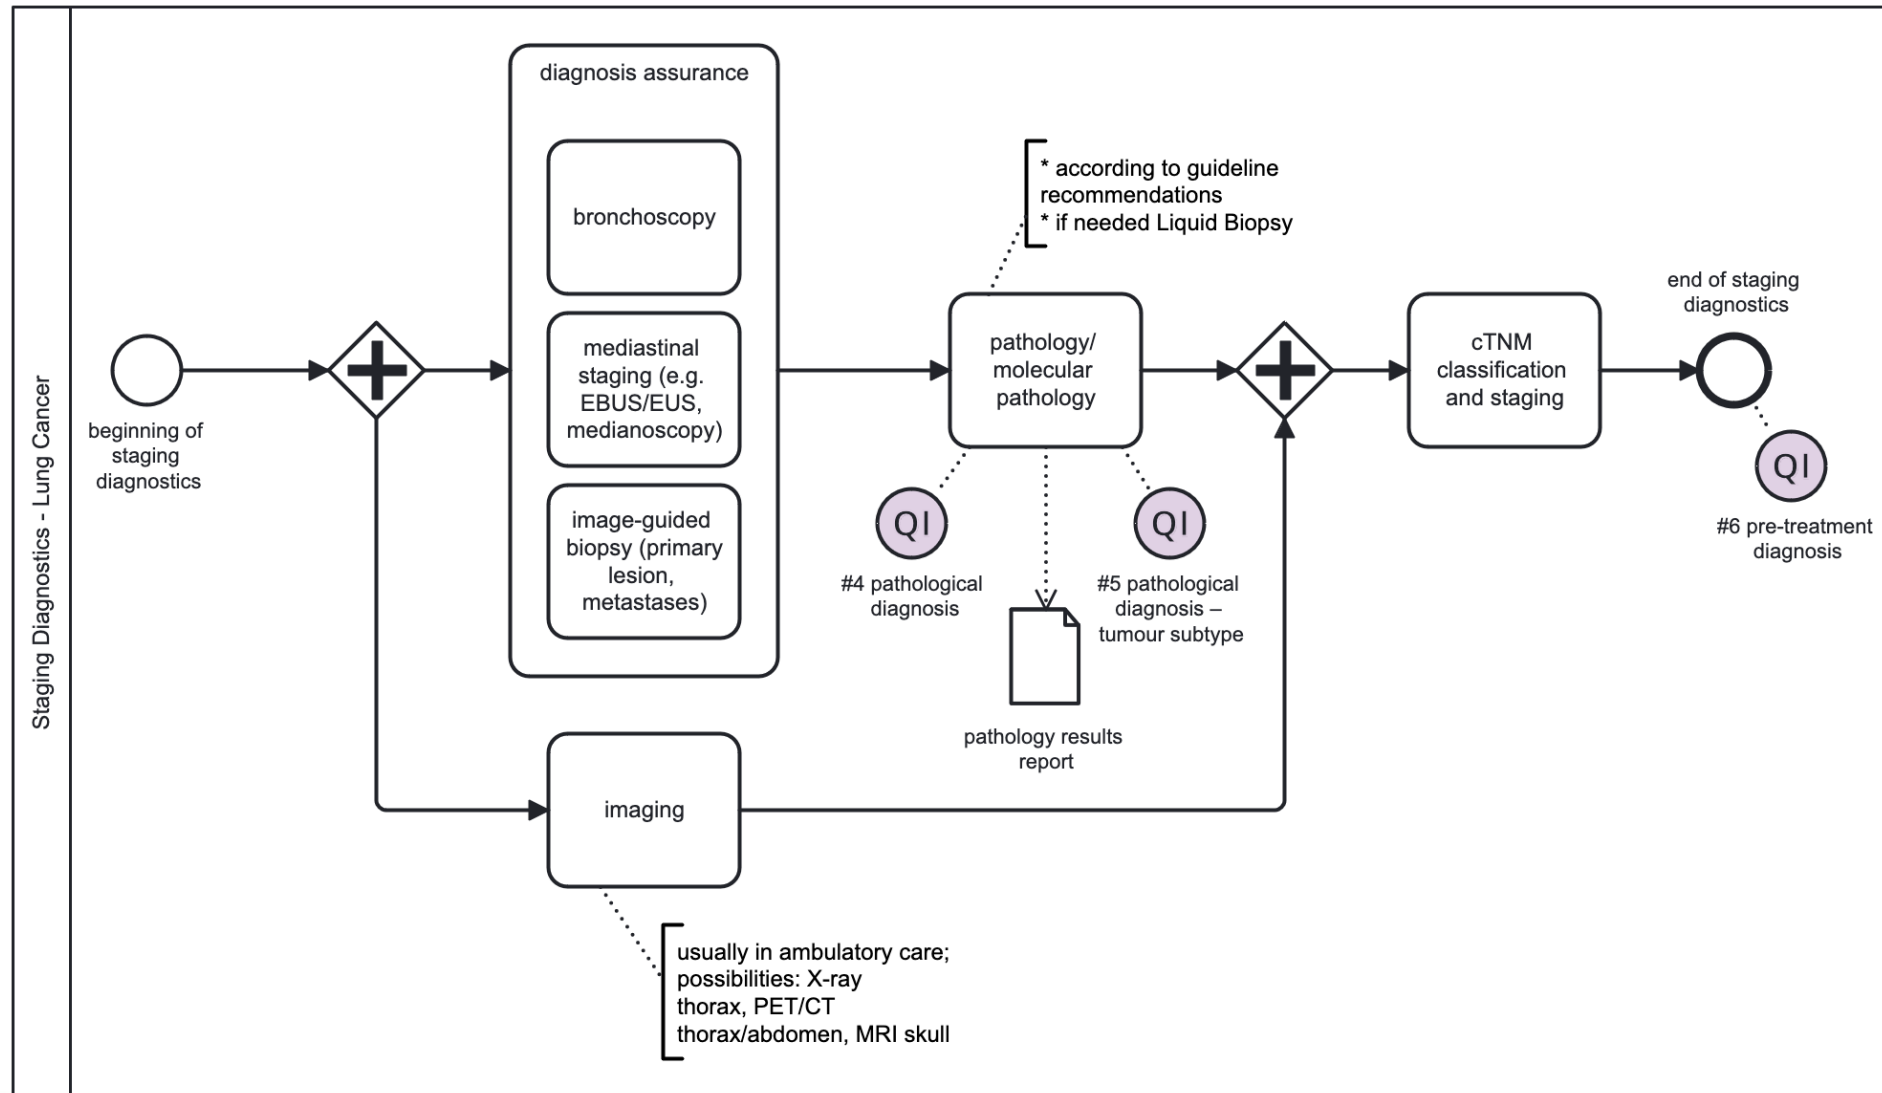 Staging Diagnostics - Lung Cancer
beginning of
staging
diagnostics
diagnosis assurance
bronchoscopy
mediastinal
staging (e.g.
EBUS/EUS,
medianoscopy)
image-guided
biopsy (primary
lesion,
metastases)
imaging
usually in ambulatory care;
possibilities: X-ray
thorax, PET/CT
thorax/abdomen, MRI skull
* according to guideline
recommendations
* if needed Liquid Biopsy
pathology/
molecular
pathology
QI
#4 pathological
diagnosis
pathology results
report
QI
#5 pathological
diagnosis –
tumour subtype
cTNM
classification
and staging
end of staging
diagnostics
QI
#6 pre-treatment
diagnosis